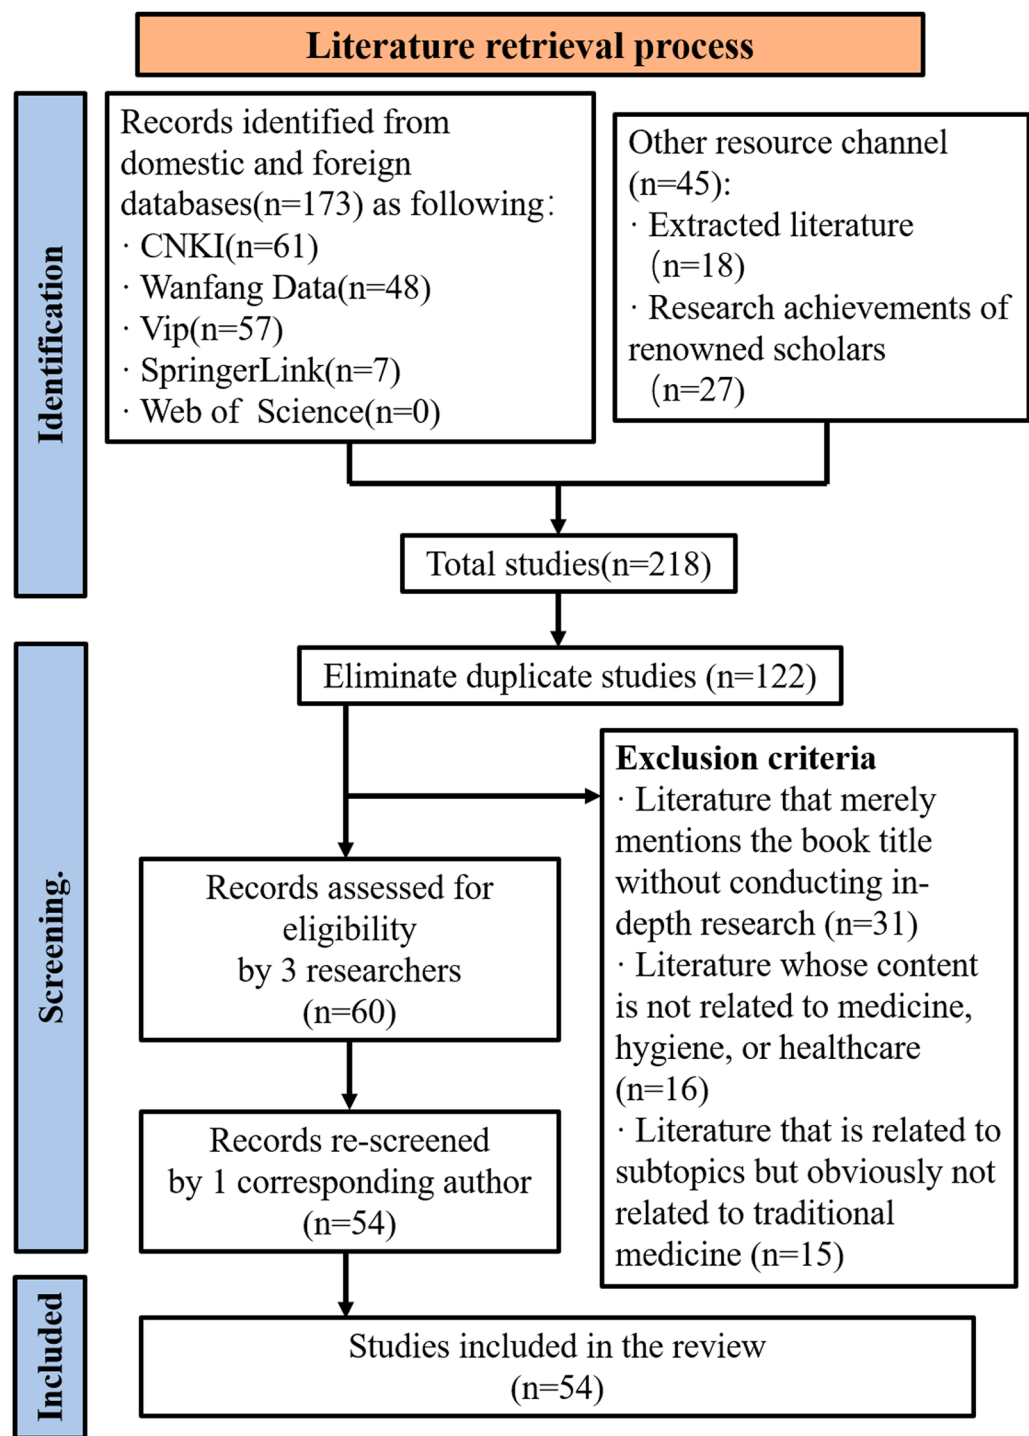 Literature retrieval process
Identification
Records identified from
domestic and foreign
databases(n=173) as following:
· CNKI(n=61)
· Wanfang Data(n=48)
· Vip(n=57)
· SpringerLink(n=7)
· Web of  Science(n=0)
Other resource channel
(n=45):
· Extracted literature
(n=18)
· Research achievements of
renowned scholars
(n=27)
Total studies(n=218)
Screening.
Eliminate duplicate studies (n=122)
Exclusion criteria
· Literature that merely
mentions the book title
without conducting in-
depth research (n=31)
· Literature whose content
is not related to medicine,
hygiene, or healthcare
(n=16)
· Literature that is related to
subtopics but obviously not
related to traditional
medicine (n=15)
Records assessed for
eligibility
by 3 researchers
(n=60)
Records re-screened
by 1 corresponding author
(n=54)
Included
Studies included in the review
(n=54)